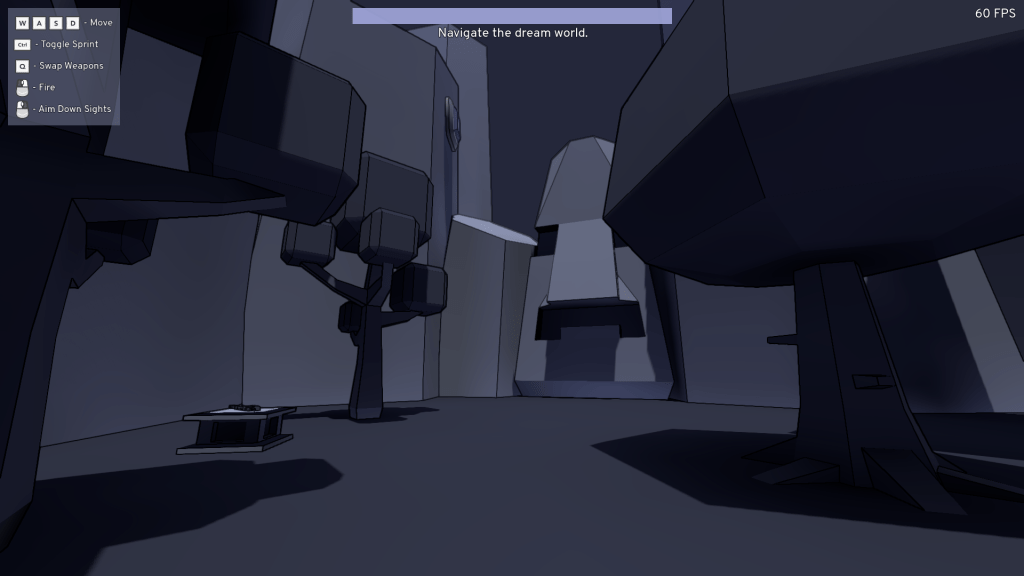 W A S D - Move
Ctrl - Toggle Sprint
Q - Swap Weapons
- Fire
- Aim Down Sights
Navigate the dream world.
60 FPS